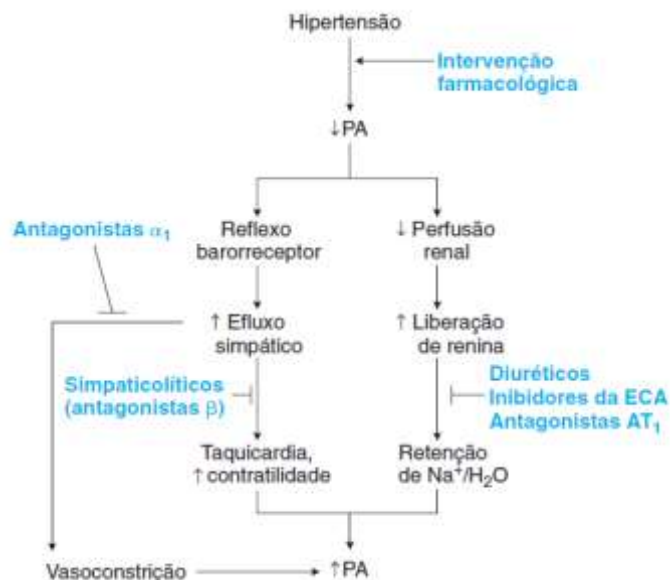 Hipertensão
Intervenção
farmacológica
↓PA
Reflexo
barorreceptor
↓ Perfusão
renal
Antagonistas α₁
↑ Efluxo
simpático
↑ Liberação
de renina
Simpaticolíticos
(antagonistas β)
Diuréticos
Inibidores da ECA
Antagonistas AT₁
Taquicardia,
↑ contratilidade
Retenção
de Na⁺/H₂O
Vasoconstrição
↑PA